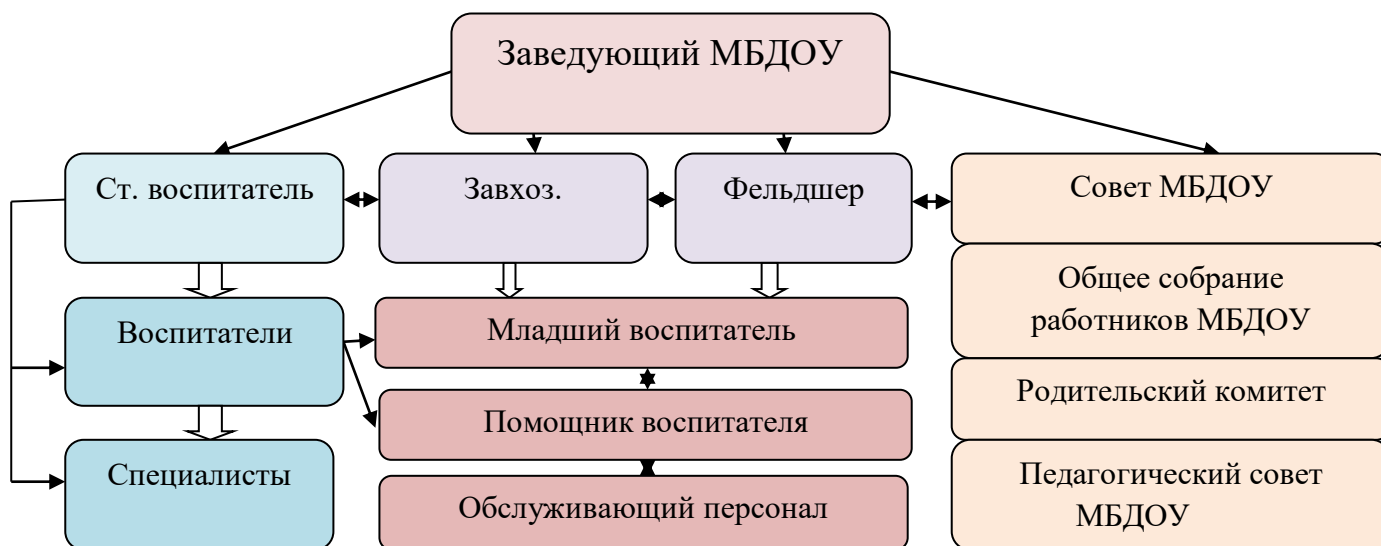 Заведующий МБДОУ
Ст. воспитатель
Завхоз.
Фельдшер
Совет МБДОУ
Воспитатели
Младший воспитатель
Общее собрание
работников МБДОУ
Помощник воспитателя
Родительский комитет
Специалисты
Обслуживающий персонал
Педагогический совет
МБДОУ